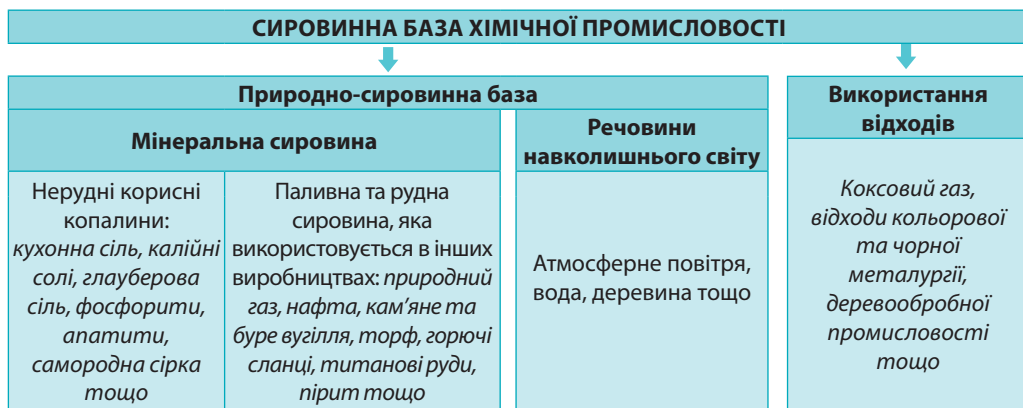 СИРОВИННА БАЗА ХІМІЧНОЇ ПРОМИСЛОВОСТІ
Природно-сировинна база
Мінеральна сировина
Нерудні корисні
копалини:
кухонна сіль, калійні
солі, глауберова
сіль, фосфорити,
апатити,
самородна сірка
тощо
Паливна та рудна
сировина, яка
використовується в інших
виробництвах: природний
газ, нафта, кам’яне та
буре вугілля, торф, горючі
сланці, титанові руди,
пірит тощо
Речовини
навколишнього світу
Атмосферне повітря,
вода, деревина тощо
Використання
відходів
Коксовий газ,
відходи кольорової
та чорної
металургії,
деревообробної
промисловості
тощо